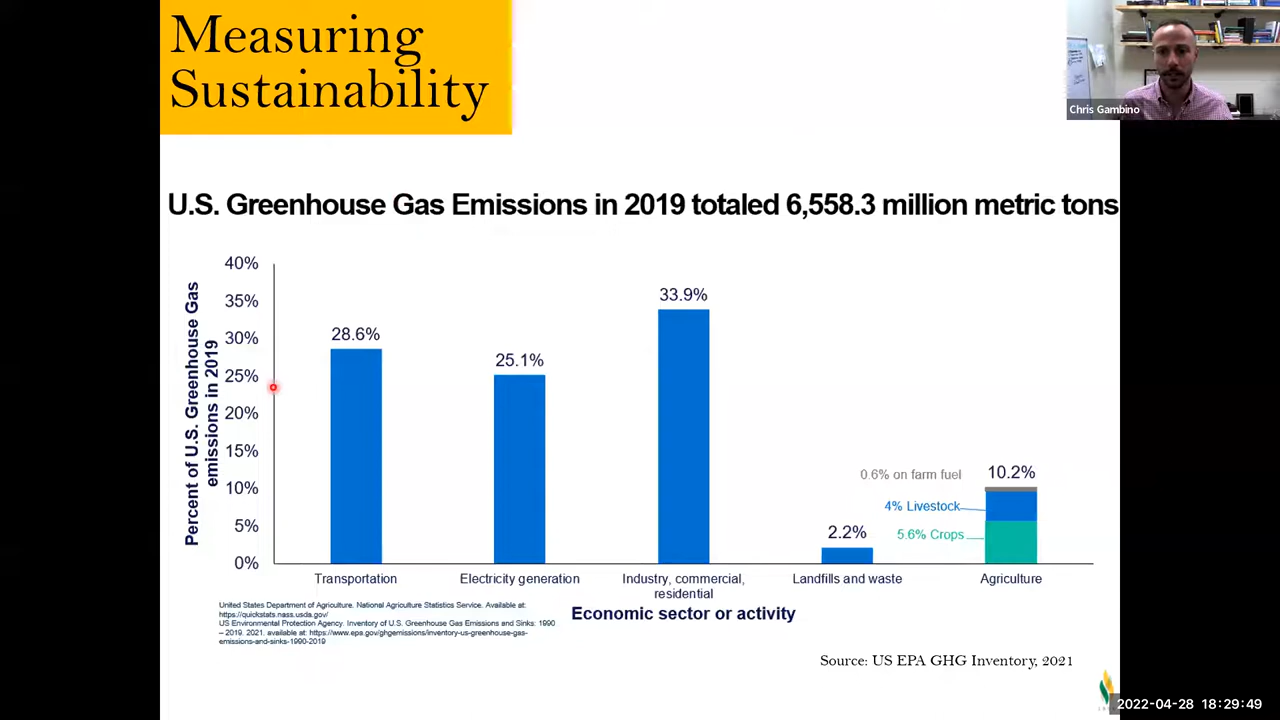 Measuring
Sustainability
Chris Gambino
U.S. Greenhouse Gas Emissions in 2019 totaled 6,558.3 million metric tons
Percent of U.S. Greenhouse Gas
emissions in 2019
40%
35%
30%
25%
20%
15%
10%
5%
0%
28.6%
25.1%
33.9%
2.2%
10.2%
0.6% on farm fuel
4% Livestock
5.6% Crops
Transportation
Electricity generation
Industry, commercial,
residential
Landfills and waste
Agriculture
Economic sector or activity
United States Department of Agriculture. National Agriculture Statistics Service. Available at:
https://quickstats.nass.usda.gov/
US Environmental Protection Agency. Inventory of U.S. Greenhouse Gas Emissions and Sinks: 1990
– 2019. 2021. available at: https://www.epa.gov/ghgemissions/inventory-us-greenhouse-gas-
emissions-and-sinks-1990-2019
Source: US EPA GHG Inventory, 2021
2022-04-28 18:29:49